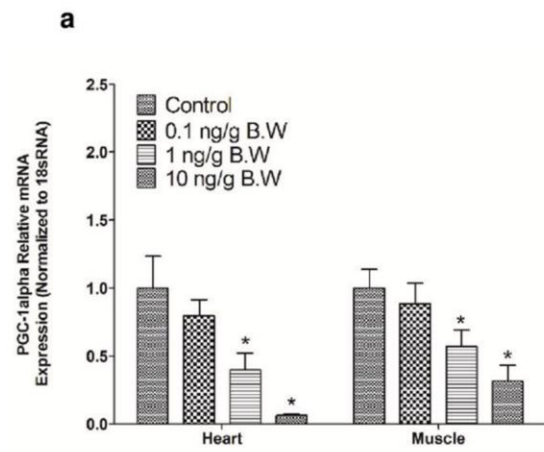 a
PGC-1alpha Relative mRNA
Expression (Normalized to 18sRNA)
2.5
2.0
1.5
1.0
0.5
0.0
Control
0.1 ng/g B.W
1 ng/g B.W
10 ng/g B.W
*
*
*
*
Heart
Muscle